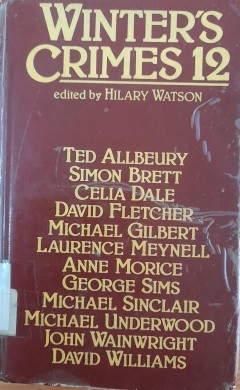 WINTER'S
CRIMES 12
edited by HILARY WATSON
TED ALLBEURY
SIMON BRETT
CELIA DALE
DAVID FLETCHER
MICHAEL GILBERT
LAURENCE MEYNELL
ANNE MORICE
GEORGE SIMS
MICHAEL SINCLAIR
MICHAEL UNDERWOOD
JOHN WAINWRIGHT
DAVID WILLIAMS